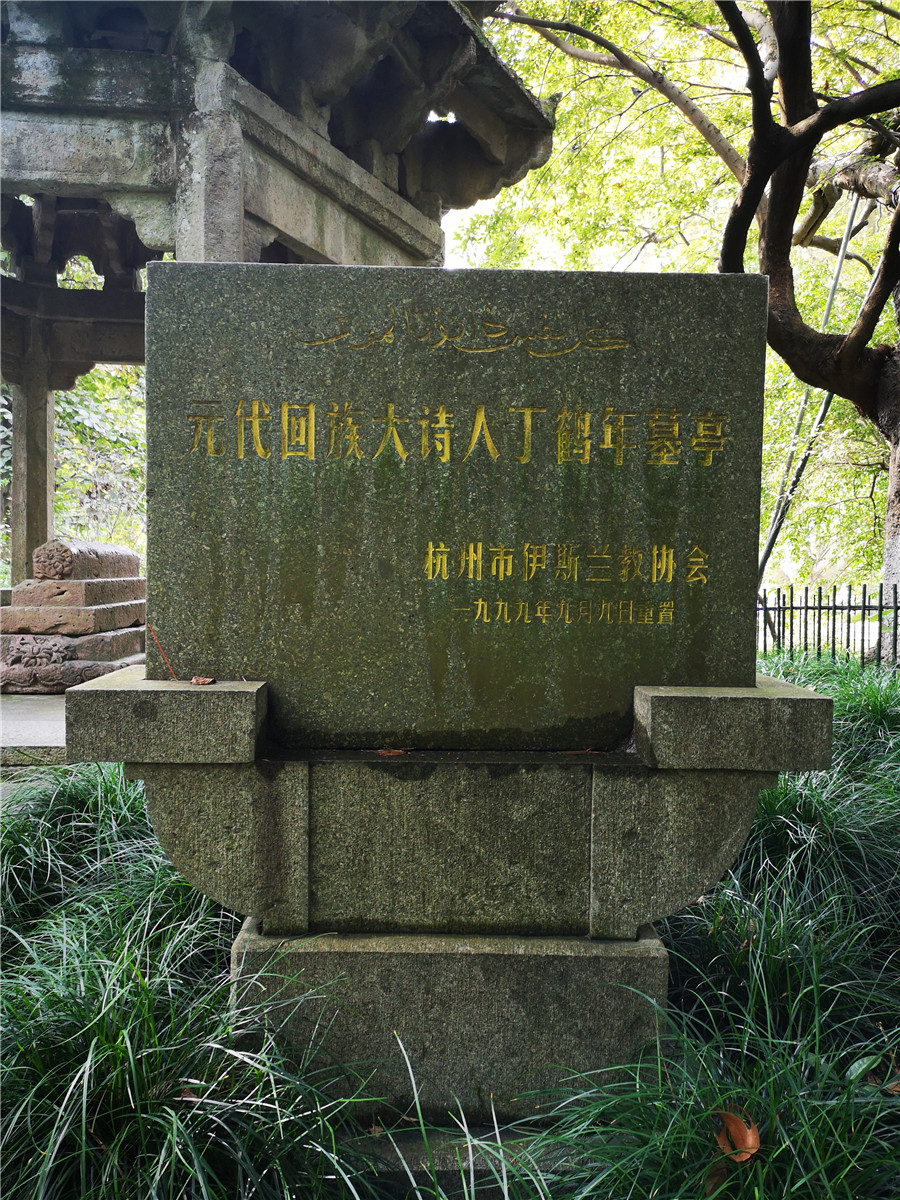 元代回族大诗人丁鹤年墓亭
杭州市伊斯兰教协会
一九九九年九月九日重置